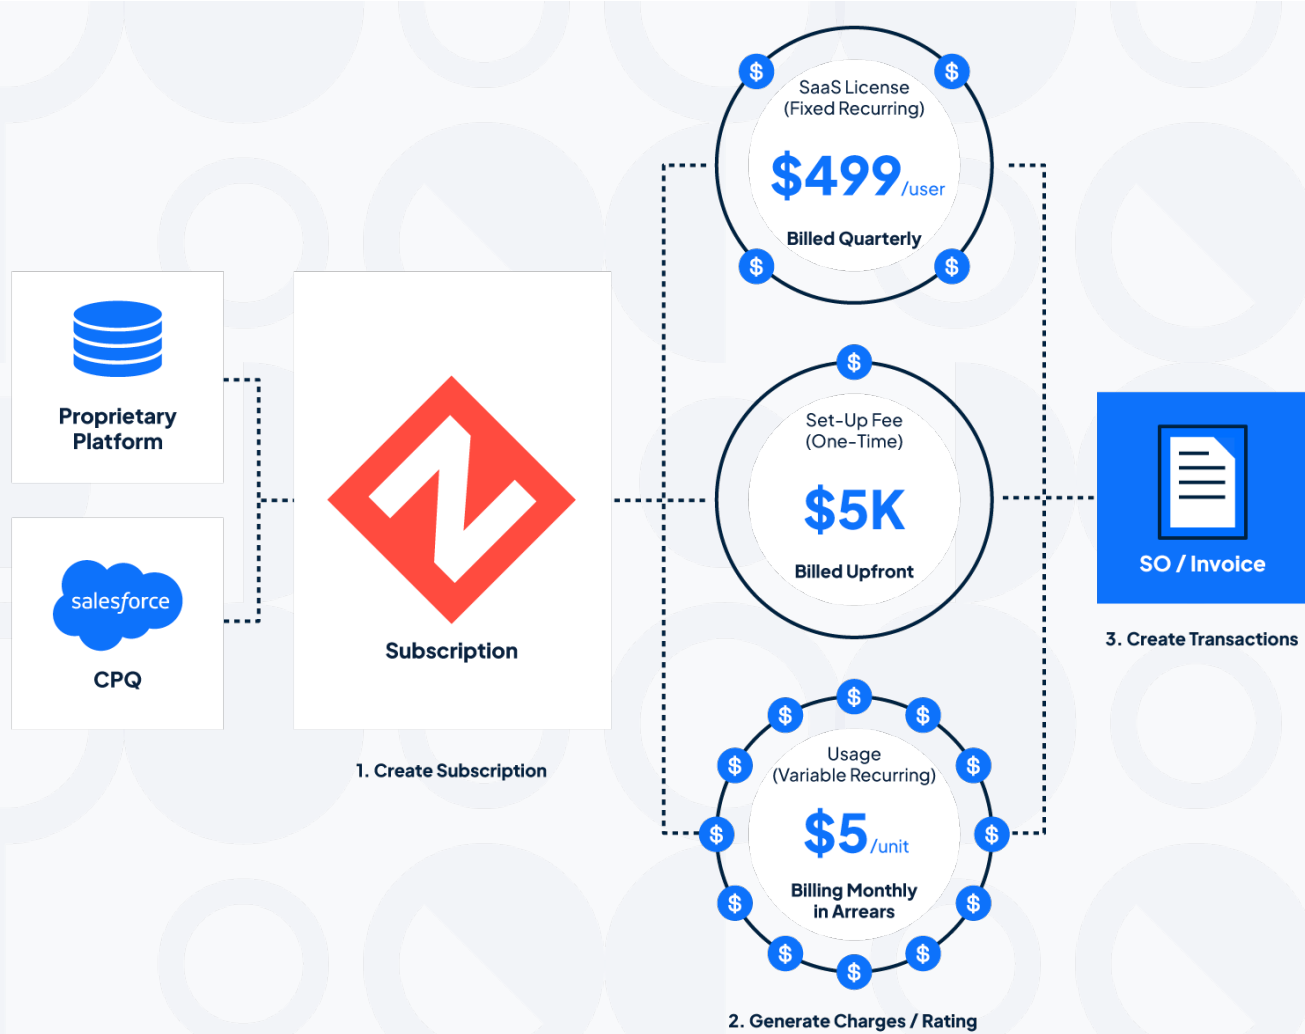 Proprietary
Platform
salesforce
CPQ
Subscription
1. Create Subscription
$
$
SaaS License
(Fixed Recurring)
$499/user
Billed Quarterly
$
$
$
Set-Up Fee
(One-Time)
$5K
Billed Upfront
$
$
$
$
$
Usage
(Variable Recurring)
$5/unit
$
$
Billing Monthly
in Arrears
$
$
$
$
$
2. Generate Charges / Rating
SO / Invoice
3. Create Transactions